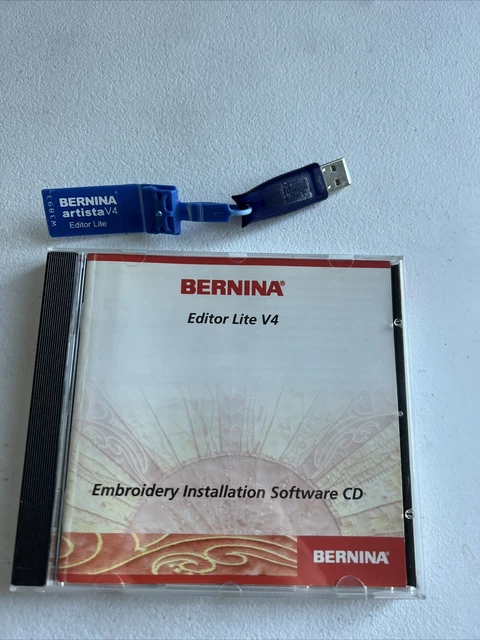 BERNINA
artista V4
Editor Lite
BERNINA®
Editor Lite V4
Embroidery Installation Software CD
BERNINA®